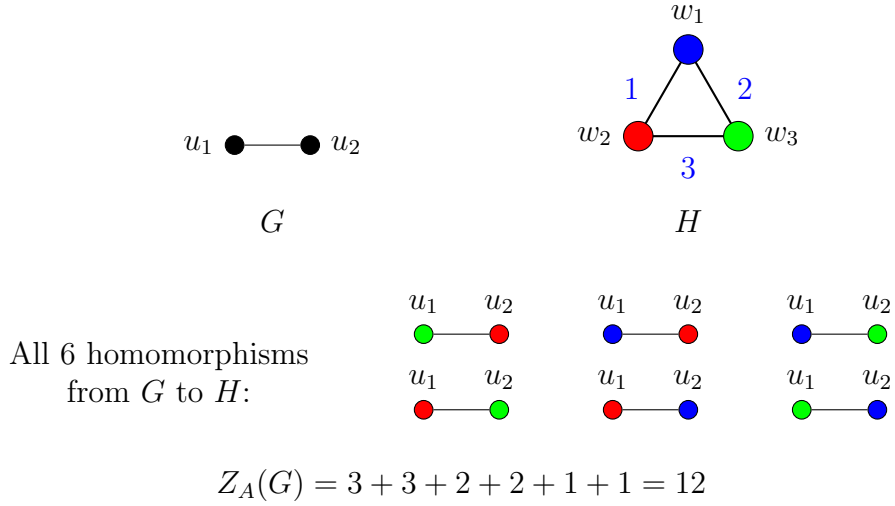 w₁
1 2
u₁ u₂ w₂ w₃
3
G H
u₁ u₂ u₁ u₂ u₁ u₂
All 6 homomorphisms
from G to H:
u₁ u₂ u₁ u₂ u₁ u₂
Z_A(G) = 3 + 3 + 2 + 2 + 1 + 1 = 12